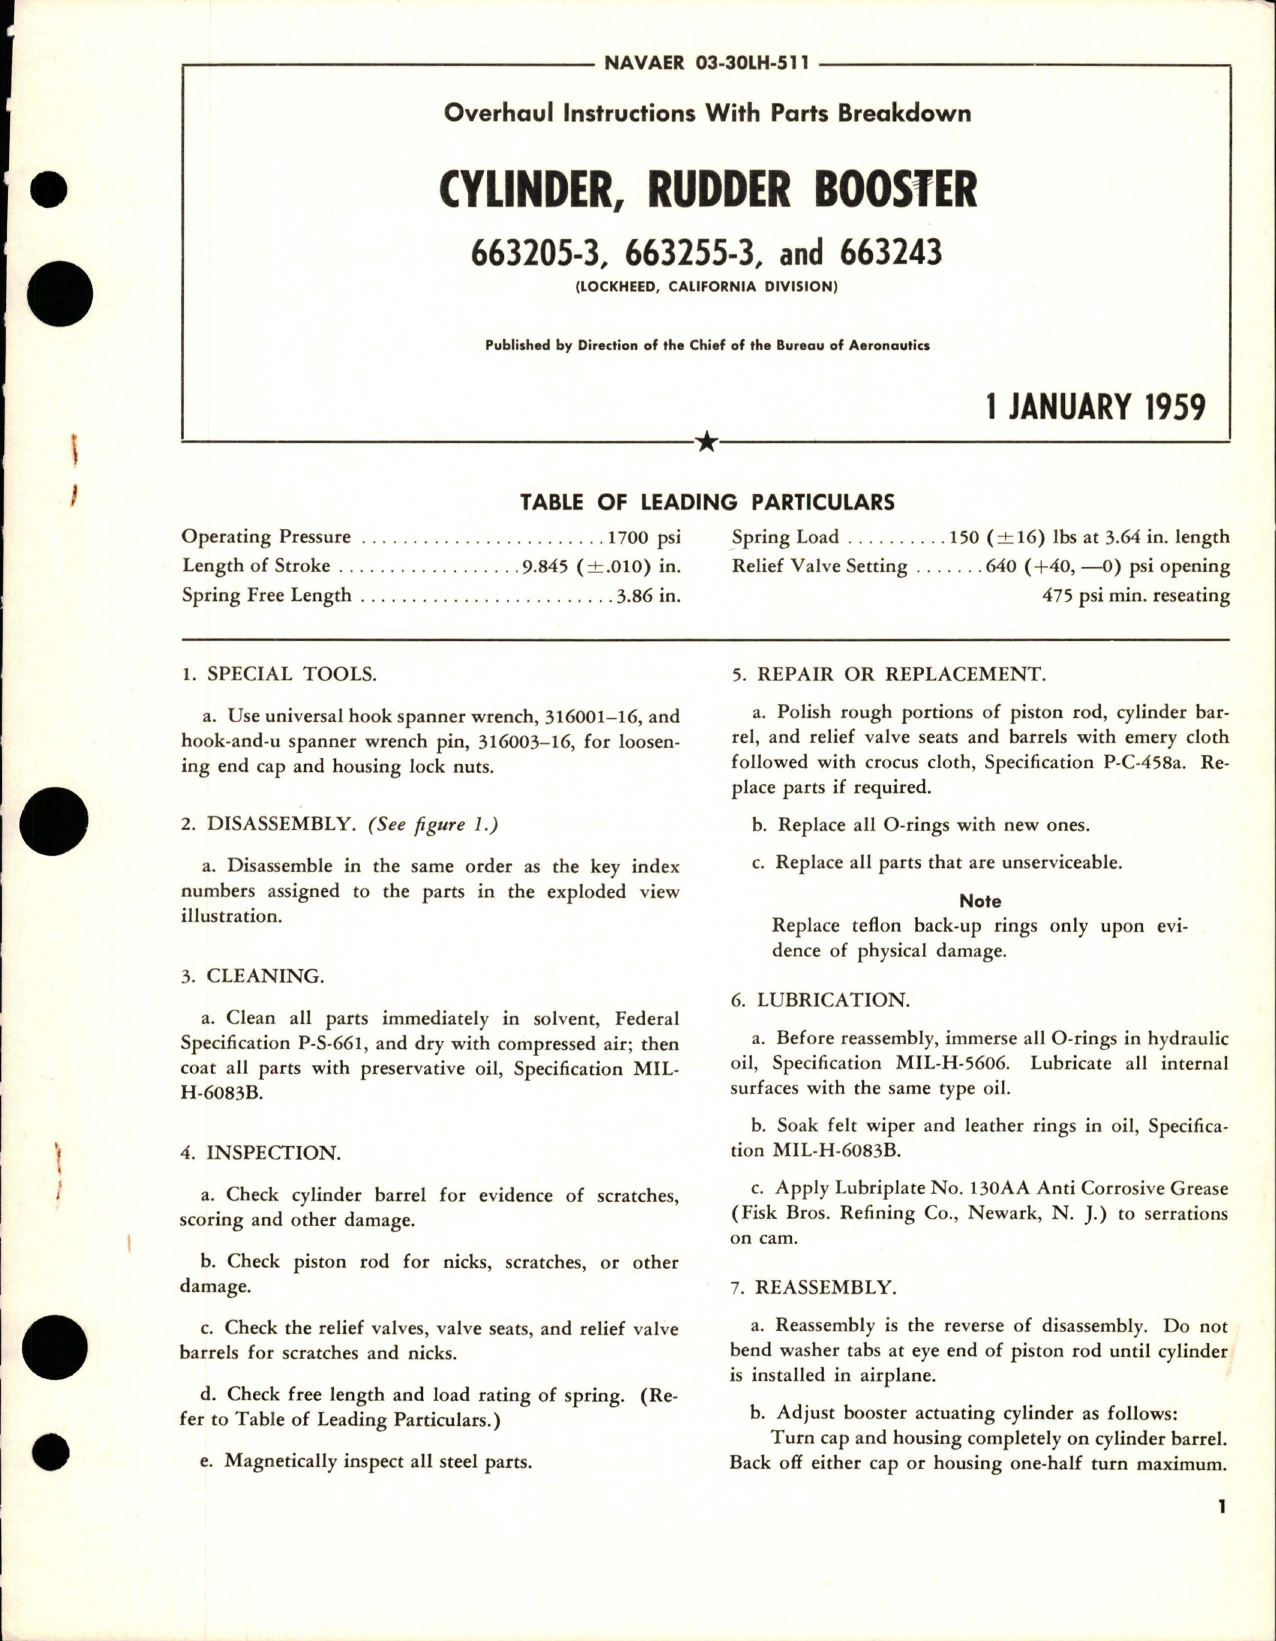 NAVAER 03-30LH-511
Overhaul Instructions With Parts Breakdown
CYLINDER, RUDDER BOOSTER
663205-3, 663255-3, and 663243
(LOCKHEED, CALIFORNIA DIVISION)
Published by Direction of the Chief of the Bureau of Aeronautics
1 JANUARY 1959
TABLE OF LEADING PARTICULARS
Operating Pressure ........................ 1700 psi
Length of Stroke .................. 9.845 (±.010) in.
Spring Free Length ......................... 3.86 in.
Spring Load .......... 150 (±16) lbs at 3.64 in. length
Relief Valve Setting ....... 640 (+40, —0) psi opening
475 psi min. reseating
1. SPECIAL TOOLS.
a. Use universal hook spanner wrench, 316001–16, and
hook-and-u spanner wrench pin, 316003–16, for loosen-
ing end cap and housing lock nuts.
2. DISASSEMBLY. (See figure 1.)
a. Disassemble in the same order as the key index
numbers assigned to the parts in the exploded view
illustration.
3. CLEANING.
a. Clean all parts immediately in solvent, Federal
Specification P-S-661, and dry with compressed air; then
coat all parts with preservative oil, Specification MIL-
H-6083B.
4. INSPECTION.
a. Check cylinder barrel for evidence of scratches,
scoring and other damage.
b. Check piston rod for nicks, scratches, or other
damage.
c. Check the relief valves, valve seats, and relief valve
barrels for scratches and nicks.
d. Check free length and load rating of spring. (Re-
fer to Table of Leading Particulars.)
e. Magnetically inspect all steel parts.
5. REPAIR OR REPLACEMENT.
a. Polish rough portions of piston rod, cylinder bar-
rel, and relief valve seats and barrels with emery cloth
followed with crocus cloth, Specification P-C-458a. Re-
place parts if required.
b. Replace all O-rings with new ones.
c. Replace all parts that are unserviceable.
Note
Replace teflon back-up rings only upon evi-
dence of physical damage.
6. LUBRICATION.
a. Before reassembly, immerse all O-rings in hydraulic
oil, Specification MIL-H-5606. Lubricate all internal
surfaces with the same type oil.
b. Soak felt wiper and leather rings in oil, Specifica-
tion MIL-H-6083B.
c. Apply Lubriplate No. 130AA Anti Corrosive Grease
(Fisk Bros. Refining Co., Newark, N. J.) to serrations
on cam.
7. REASSEMBLY.
a. Reassembly is the reverse of disassembly. Do not
bend washer tabs at eye end of piston rod until cylinder
is installed in airplane.
b. Adjust booster actuating cylinder as follows:
Turn cap and housing completely on cylinder barrel.
Back off either cap or housing one-half turn maximum.
1